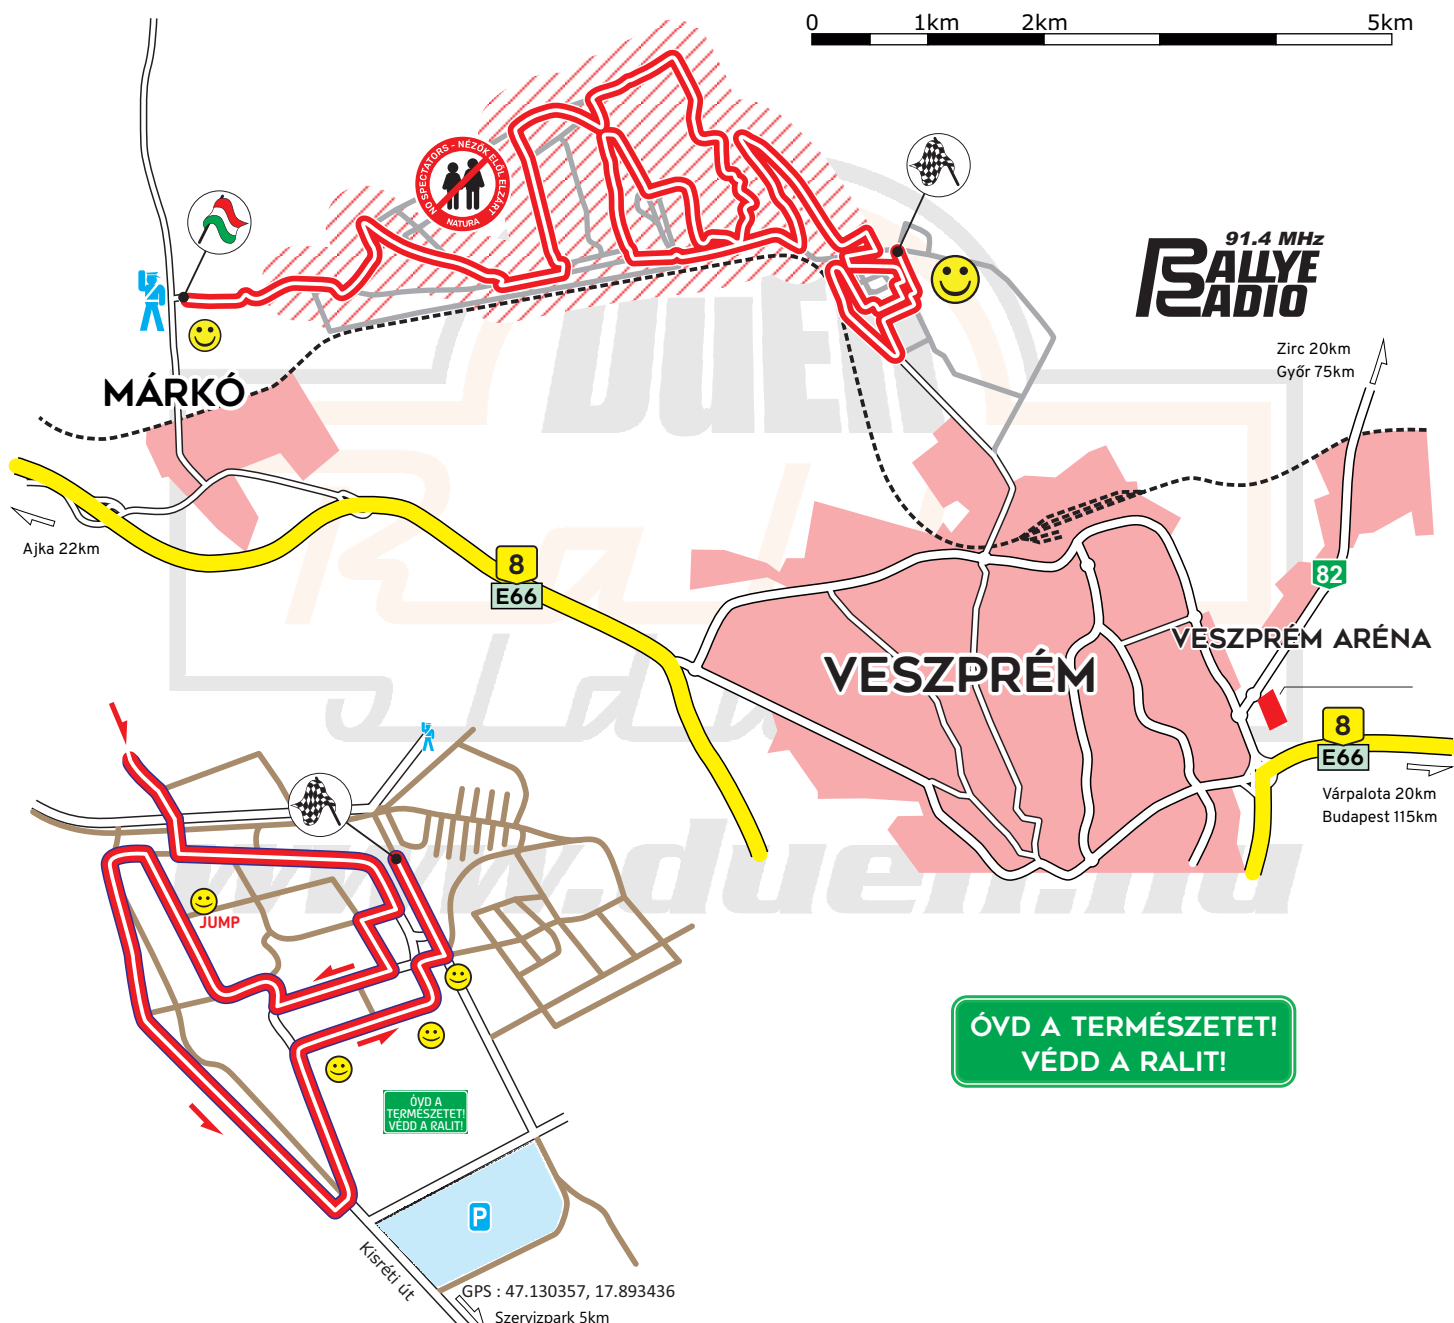 0 1km 2km 5km
NO SPECTATORS - NÉZŐK ELŐL ELZÁRT
NATURA
91.4 MHz
RALLYE
RADIO
Zirc 20km
Győr 75km
MÁRKÓ
DuEn
Ajka 22km
8
E66
82
VESZPRÉM ARÉNA
VESZPRÉM
8
E66
Várpalota 20km
Budapest 115km
www.duen.hu
JUMP
ÓVD A TERMÉSZETET!
VÉDD A RALIT!
ÓVD A
TERMÉSZETET!
VÉDD A RALIT!
P
Kisréti út
GPS : 47.130357, 17.893436
Szervizpark 5km